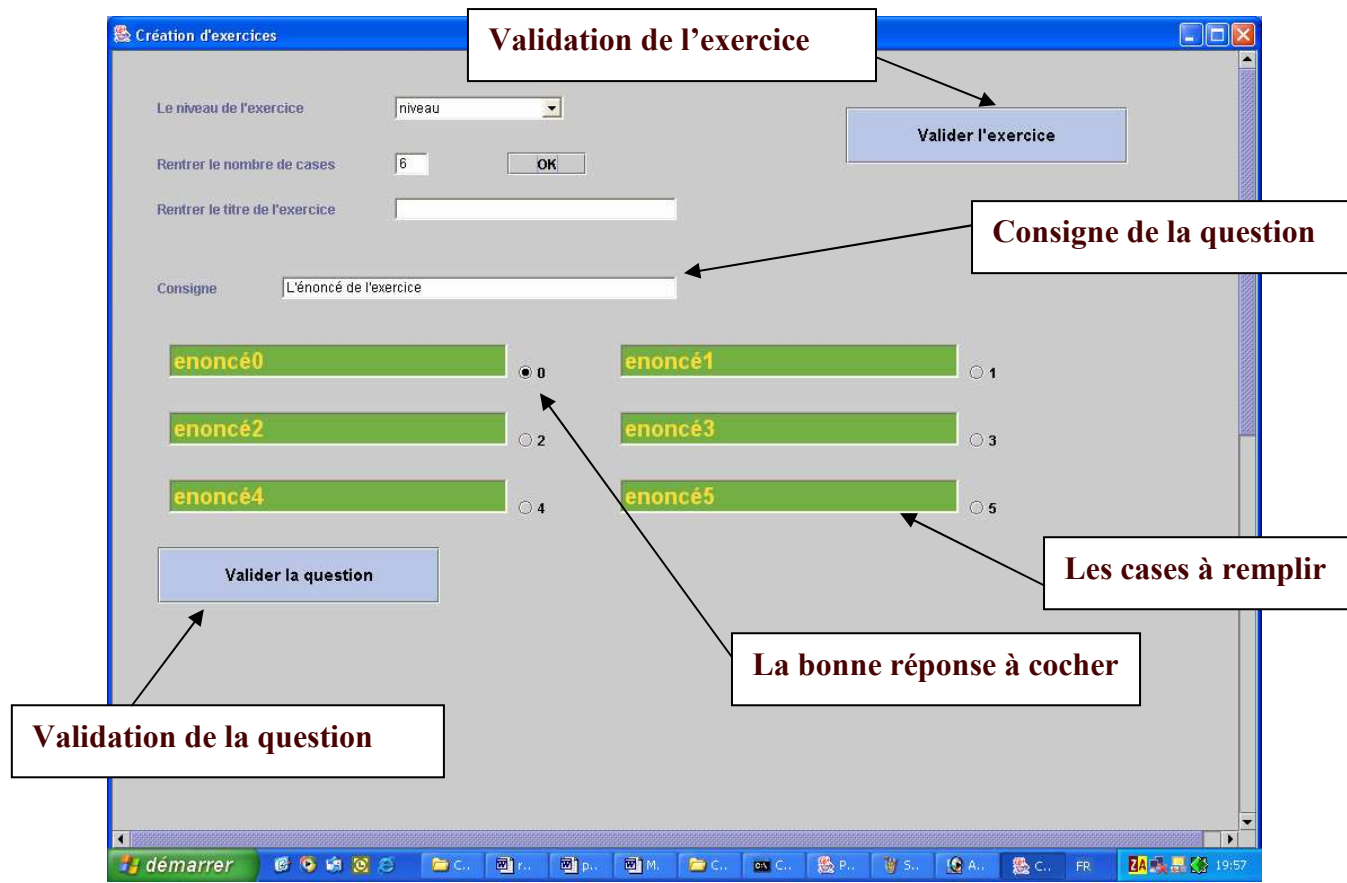 Création d'exercices
Validation de l’exercice
Le niveau de l'exercice
niveau
Valider l'exercice
Rentrer le nombre de cases
6
OK
Rentrer le titre de l'exercice
Consigne de la question
Consigne
L'énoncé de l'exercice
enoncé0
0
enoncé1
1
enoncé2
2
enoncé3
3
enoncé4
4
enoncé5
5
Valider la question
Les cases à remplir
La bonne réponse à cocher
Validation de la question
démarrer
C..
r..
p..
M.
C..
C..
P..
S..
A..
C..
FR
ZA
19:57